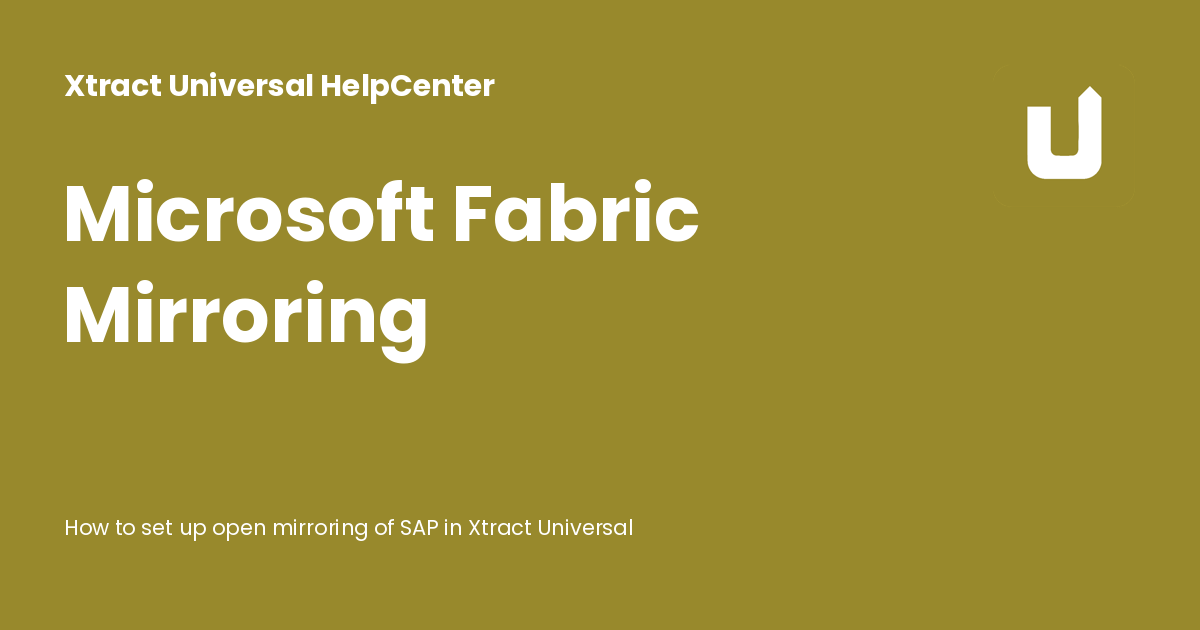 Xtract Universal HelpCenter
Microsoft Fabric
Mirroring
How to set up open mirroring of SAP in Xtract Universal